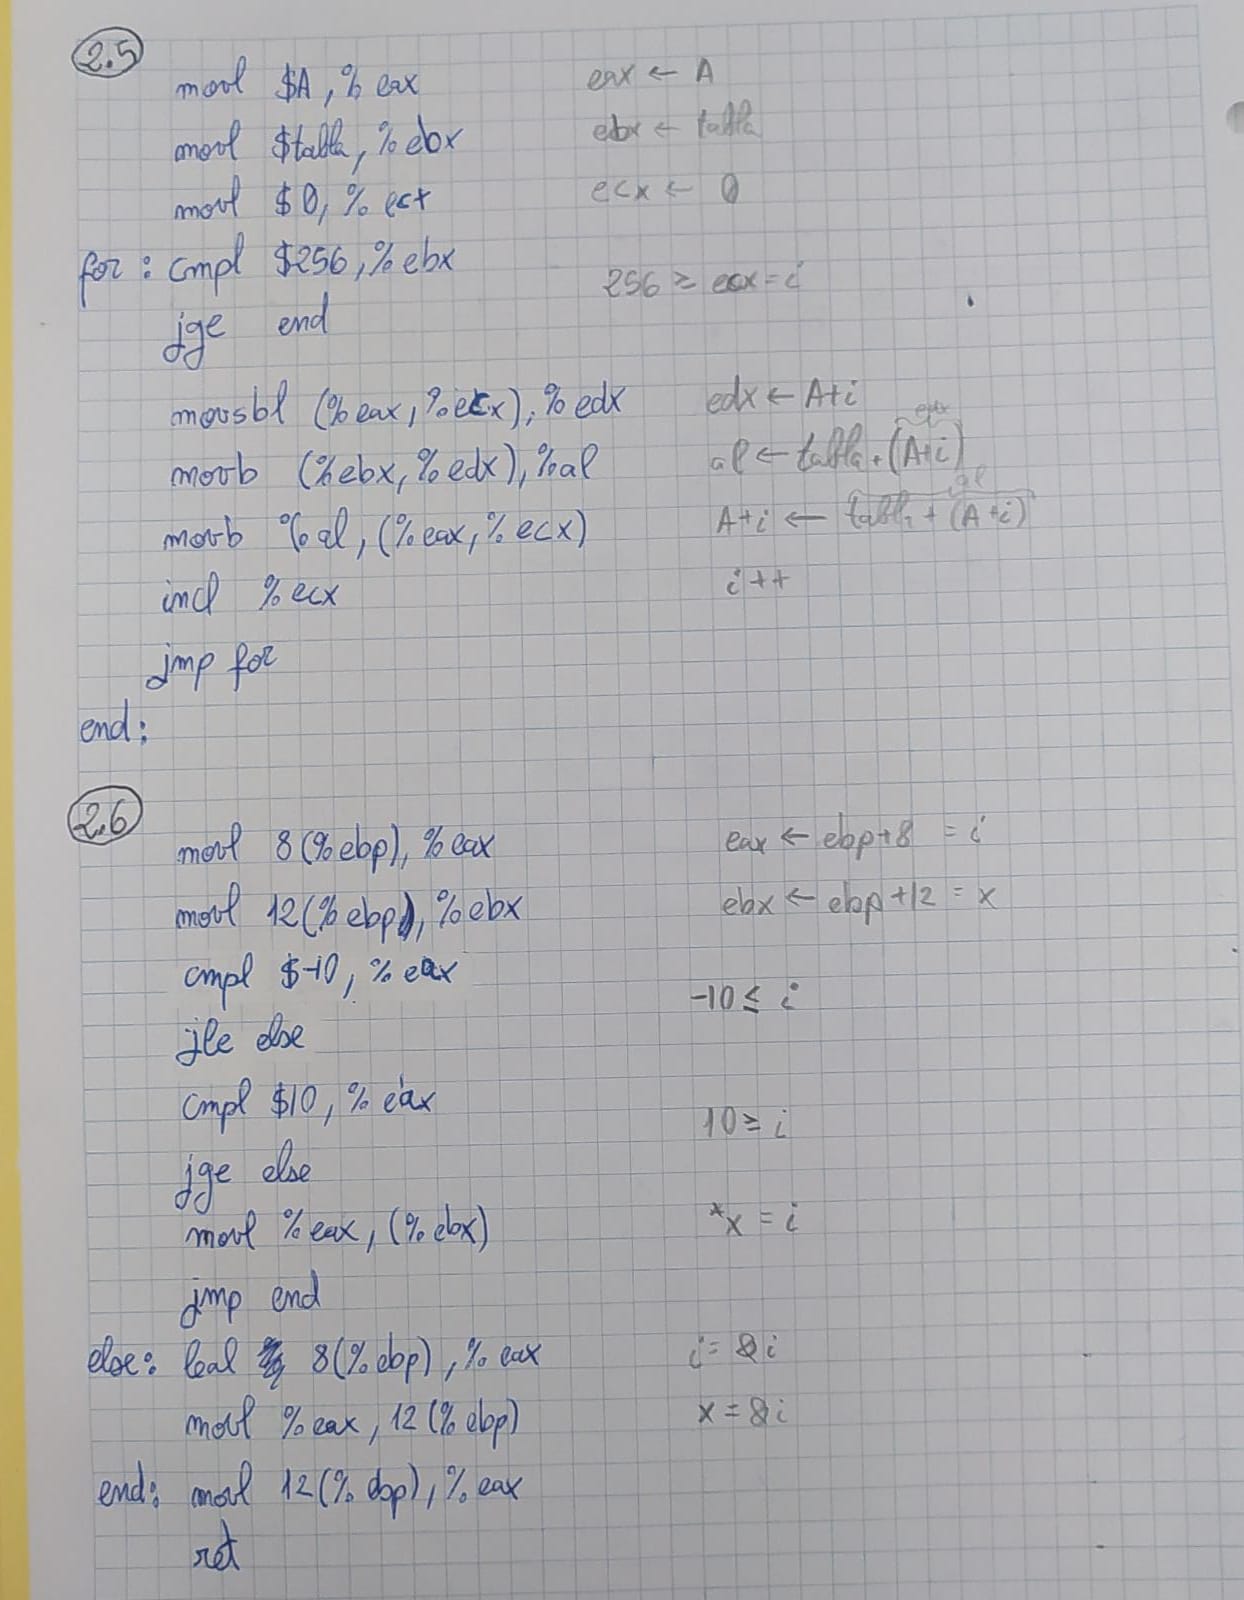 2.5
movl $A, %eax    eax ← A
movl $tabla, %ebx    ebx ← tabla
movl $0, %ecx    ecx ← 0
for: cmpl $256, %ebx    256 ≥ ecx = i
jge end
movsbl (%eax, %ecx), %edx    edx ← A+i
movb (%ebx, %edx), %al    al ← tabla + (A+i)
movb %al, (%eax, %ecx)    A+i ← tabla + (A+i)
incl %ecx    i++
jmp for
end:
2.6
movl 8(%ebp), %eax    eax ← ebp+8 = i
movl 12(%ebp), %ebx    ebx ← ebp+12 = x
cmpl $-10, %eax    -10 ≤ i
jle else
cmpl $10, %eax    10 ≥ i
jge else
movl %eax, (%ebx)    *x = i
jmp end
else: leal 8(%ebp), %eax    i = &i
movl %eax, 12(%ebp)    x = &i
end: movl 12(%ebp), %eax
ret